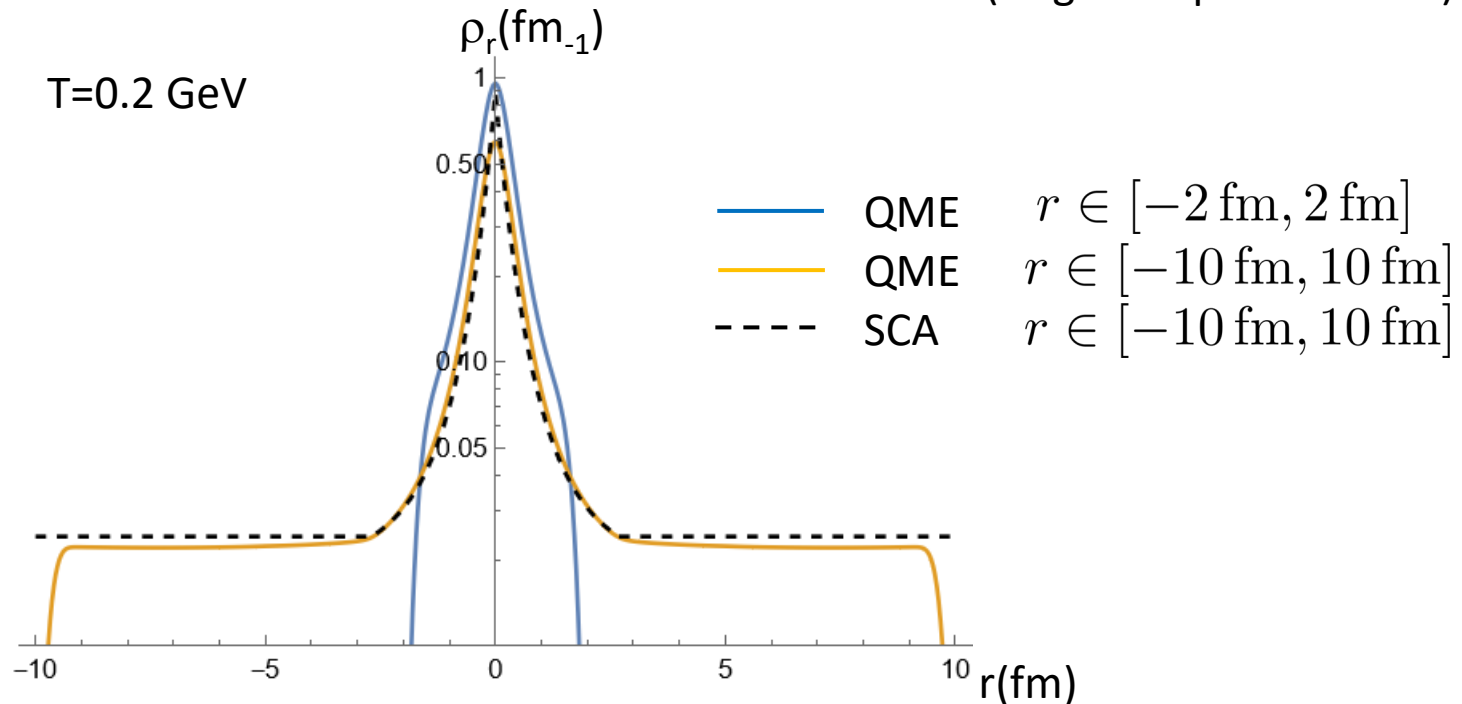 ρr(fm-1)
T=0.2 GeV
1
0.50
0.10
0.05
QME r ∈ [−2 fm, 2 fm]
QME r ∈ [−10 fm, 10 fm]
SCA r ∈ [−10 fm, 10 fm]
−10 −5 0 5 10 r(fm)